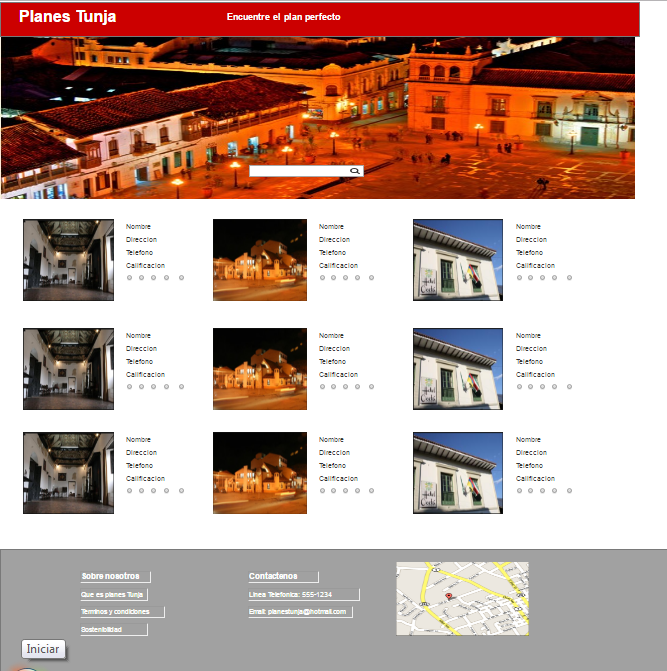 Planes Tunja
Encuentre el plan perfecto
Nombre
Direccion
Telefono
Calificacion
Nombre
Direccion
Telefono
Calificacion
Nombre
Direccion
Telefono
Calificacion
Nombre
Direccion
Telefono
Calificacion
Nombre
Direccion
Telefono
Calificacion
Nombre
Direccion
Telefono
Calificacion
Nombre
Direccion
Telefono
Calificacion
Nombre
Direccion
Telefono
Calificacion
Nombre
Direccion
Telefono
Calificacion
Sobre nosotros
Que es planes Tunja
Terminos y condiciones
Sostenibilidad
Contactenos
Linea Telefonica: 555-1234
Email: planestunja@hotmail.com
Iniciar